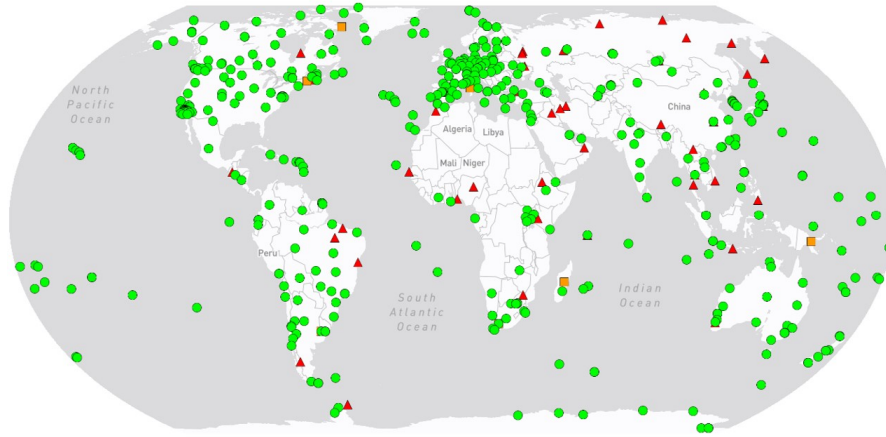 North
Pacific
Ocean
China
Algeria
Libya
Mali
Niger
Peru
South
Atlantic
Ocean
Indian
Ocean